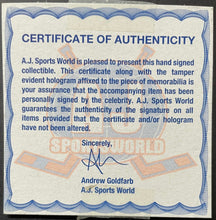 CERTIFICATE OF AUTHENTICITY
A.J. Sports World is pleased to present this hand signed
collectible. This certificate along with the tamper
evident hologram affixed to the piece of memorabilia is
your assurance that the accompanying item has been
personally signed by the celebrity. A.J. Sports World
guarantees the authenticity of the signature on all
items provided that the certificate and/or hologram
have not been altered.
Sincerely,
SPORTS WORLD
Andrew Goldfarb
A.J. Sports World